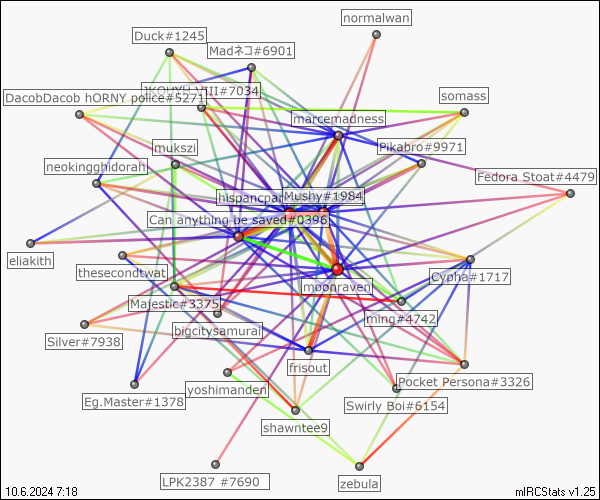 normalwan
Duck#1245
Madネコ#6901
KOUYU VIII#7034
DacobDacob hORNY police#5271
somass
marcemadness
Pikabro#9971
mukszi
neokingghidorah
Fedora Stoat#4479
hispancpa
Mushy#1984
Can anything be saved#0396
eliakith
thesecondtwat
Cypha#1717
moonraven
Majestic#3375
ming#4742
bigcitysamurai
Silver#7938
frisout
Pocket Persona#3326
yoshimanden
Eg.Master#1378
Swirly Boi#6154
shawntee9
LPK2387 #7690
zebula
10.6.2024 7:18
mIRCStats v1.25